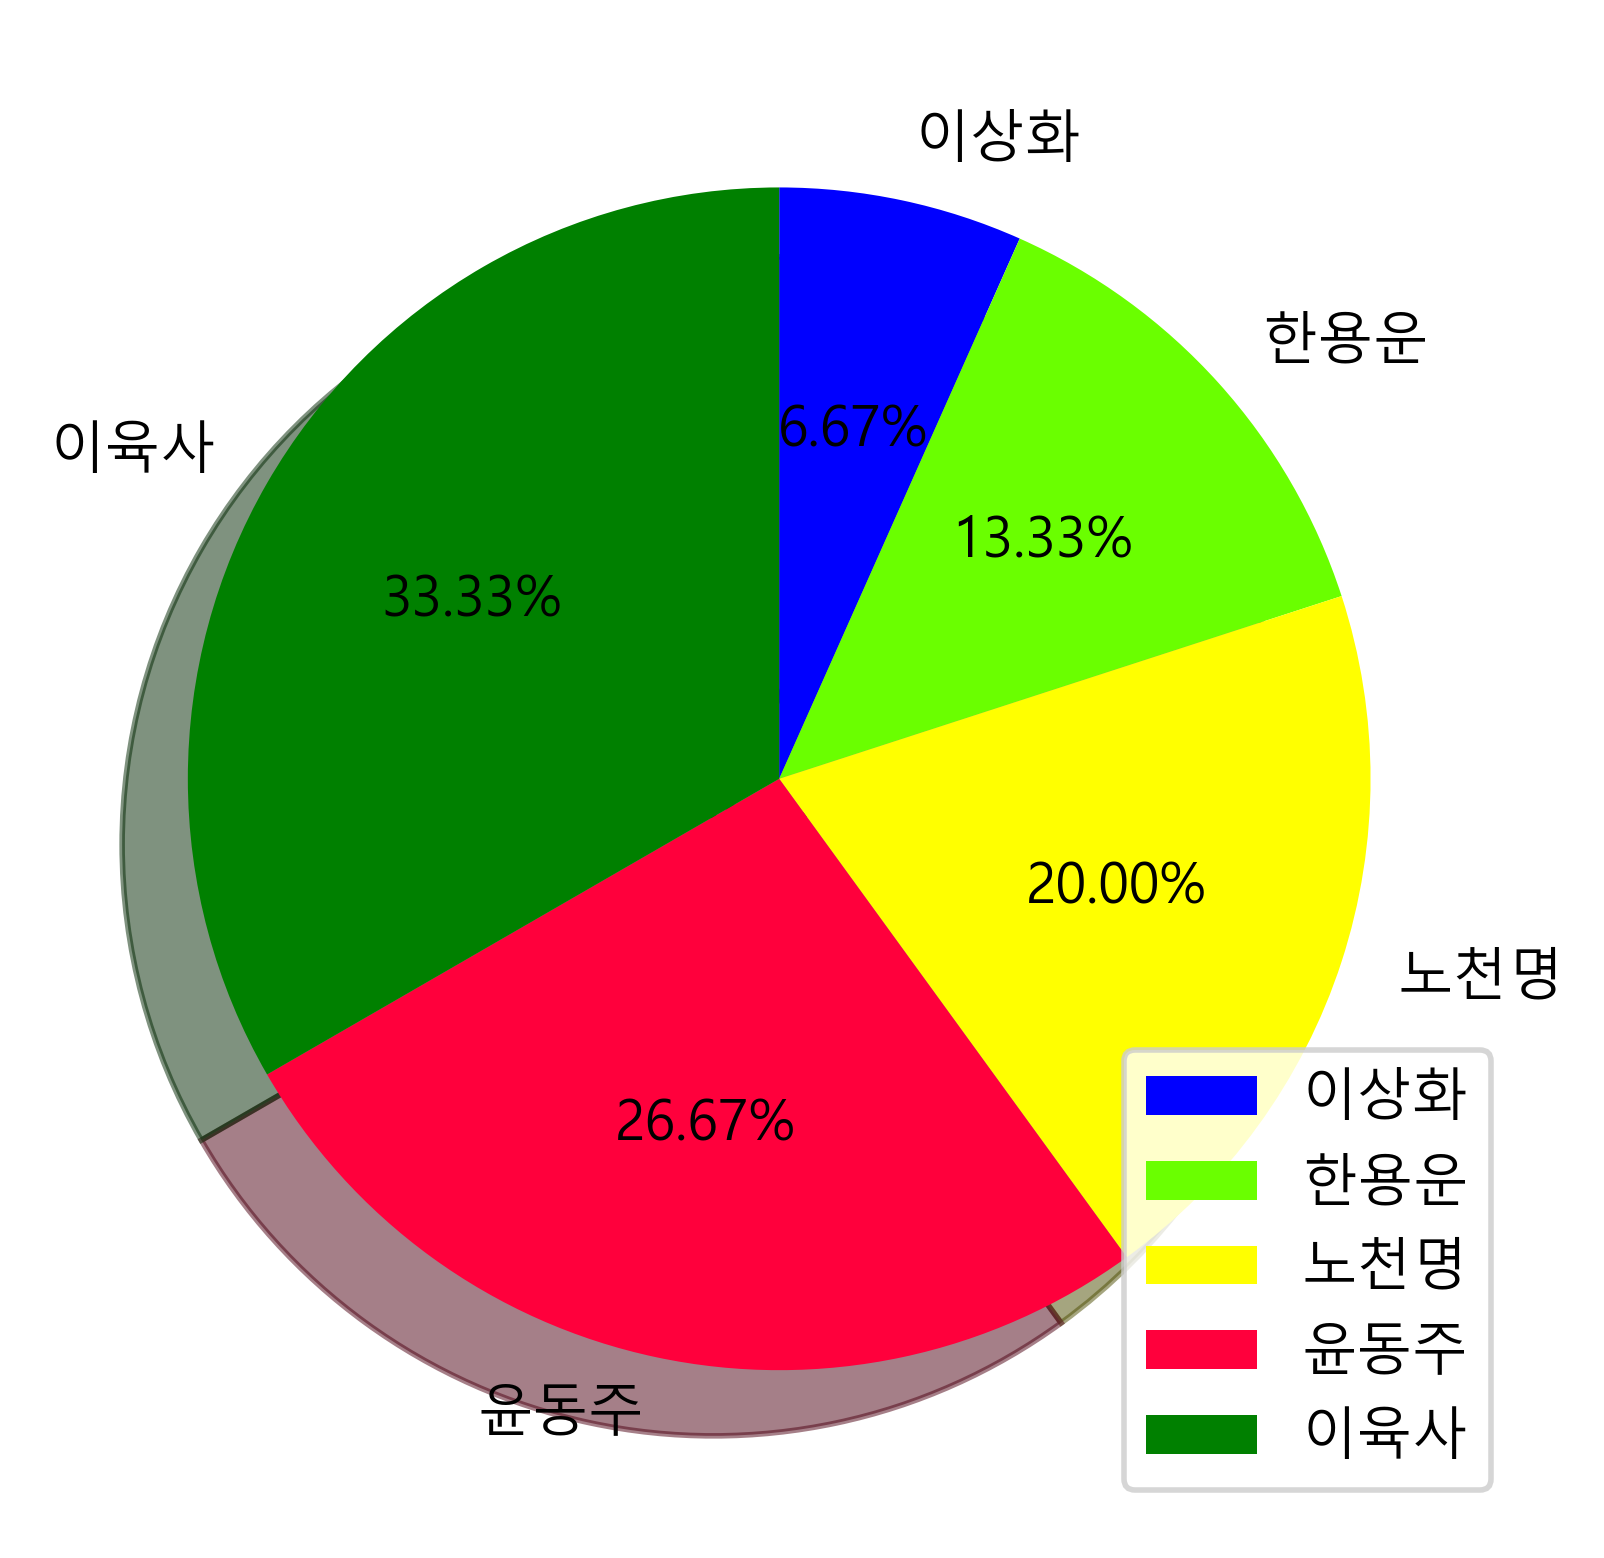 이상화
한용운
이육사
6.67%
13.33%
33.33%
20.00%
노천명
26.67%
윤동주
이상화
한용운
노천명
윤동주
이육사